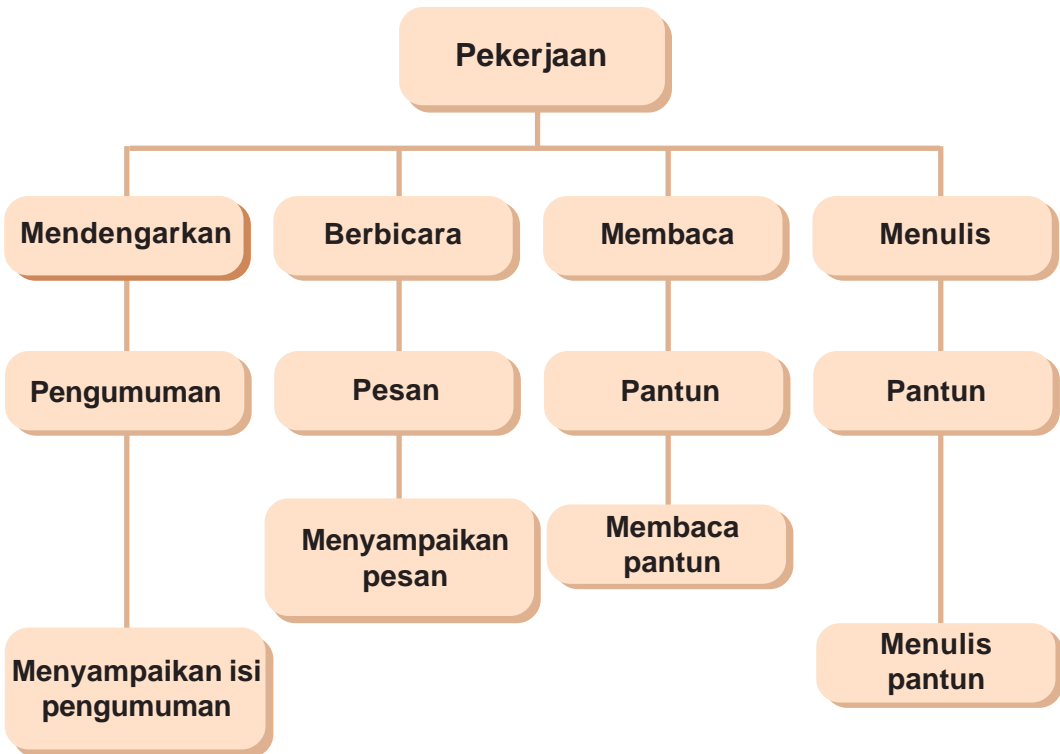 Pekerjaan
Mendengarkan
Berbicara
Membaca
Menulis
Pengumuman
Pesan
Pantun
Pantun
Menyampaikan
pesan
Membaca
pantun
Menyampaikan isi
pengumuman
Menulis
pantun